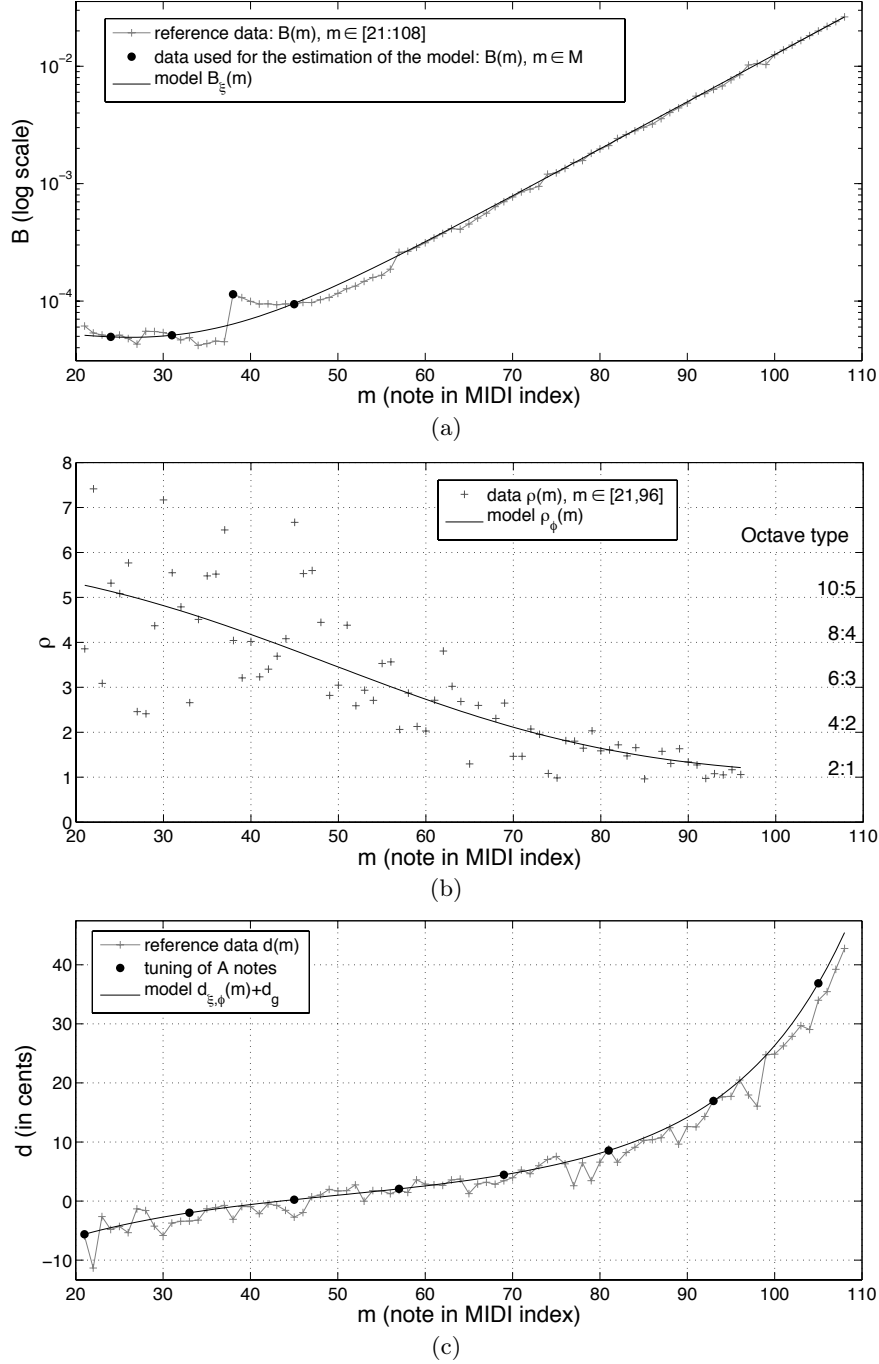 reference data: B(m), m ∈ [21:108]
data used for the estimation of the model: B(m), m ∈ M
model B_ξ(m)
10^−2
10^−3
10^−4
B (log scale)
20 30 40 50 60 70 80 90 100 110
m (note in MIDI index)
(a)
data ρ(m), m ∈ [21,96]
model ρ_ϕ(m)
Octave type
10:5
8:4
6:3
4:2
2:1
8
7
6
5
4
3
2
1
0
ρ
20 30 40 50 60 70 80 90 100 110
m (note in MIDI index)
(b)
reference data d(m)
tuning of A notes
model d_ξ,ϕ(m)+d_g
40
30
20
10
0
−10
d (in cents)
20 30 40 50 60 70 80 90 100 110
m (note in MIDI index)
(c)